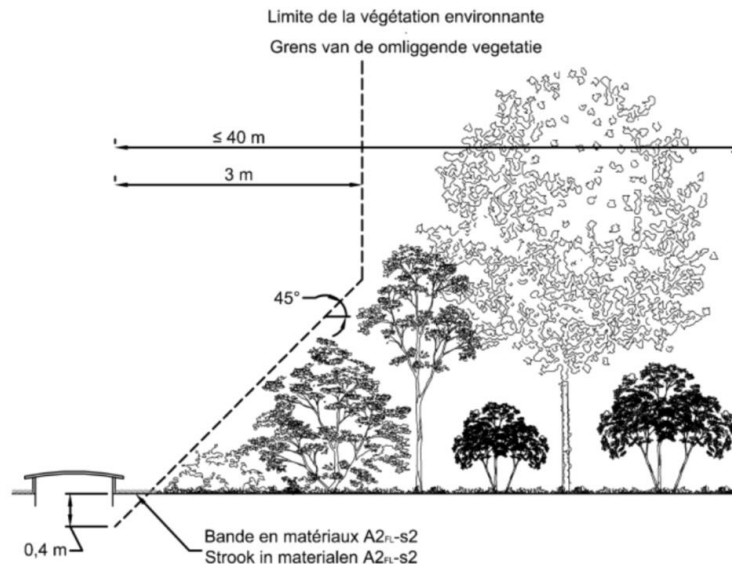 Limite de la végétation environnante
Grens van de omliggende vegetatie
≤ 40 m
3 m
45°
0,4 m
Bande en matériaux A2FL-s2
Strook in materialen A2FL-s2